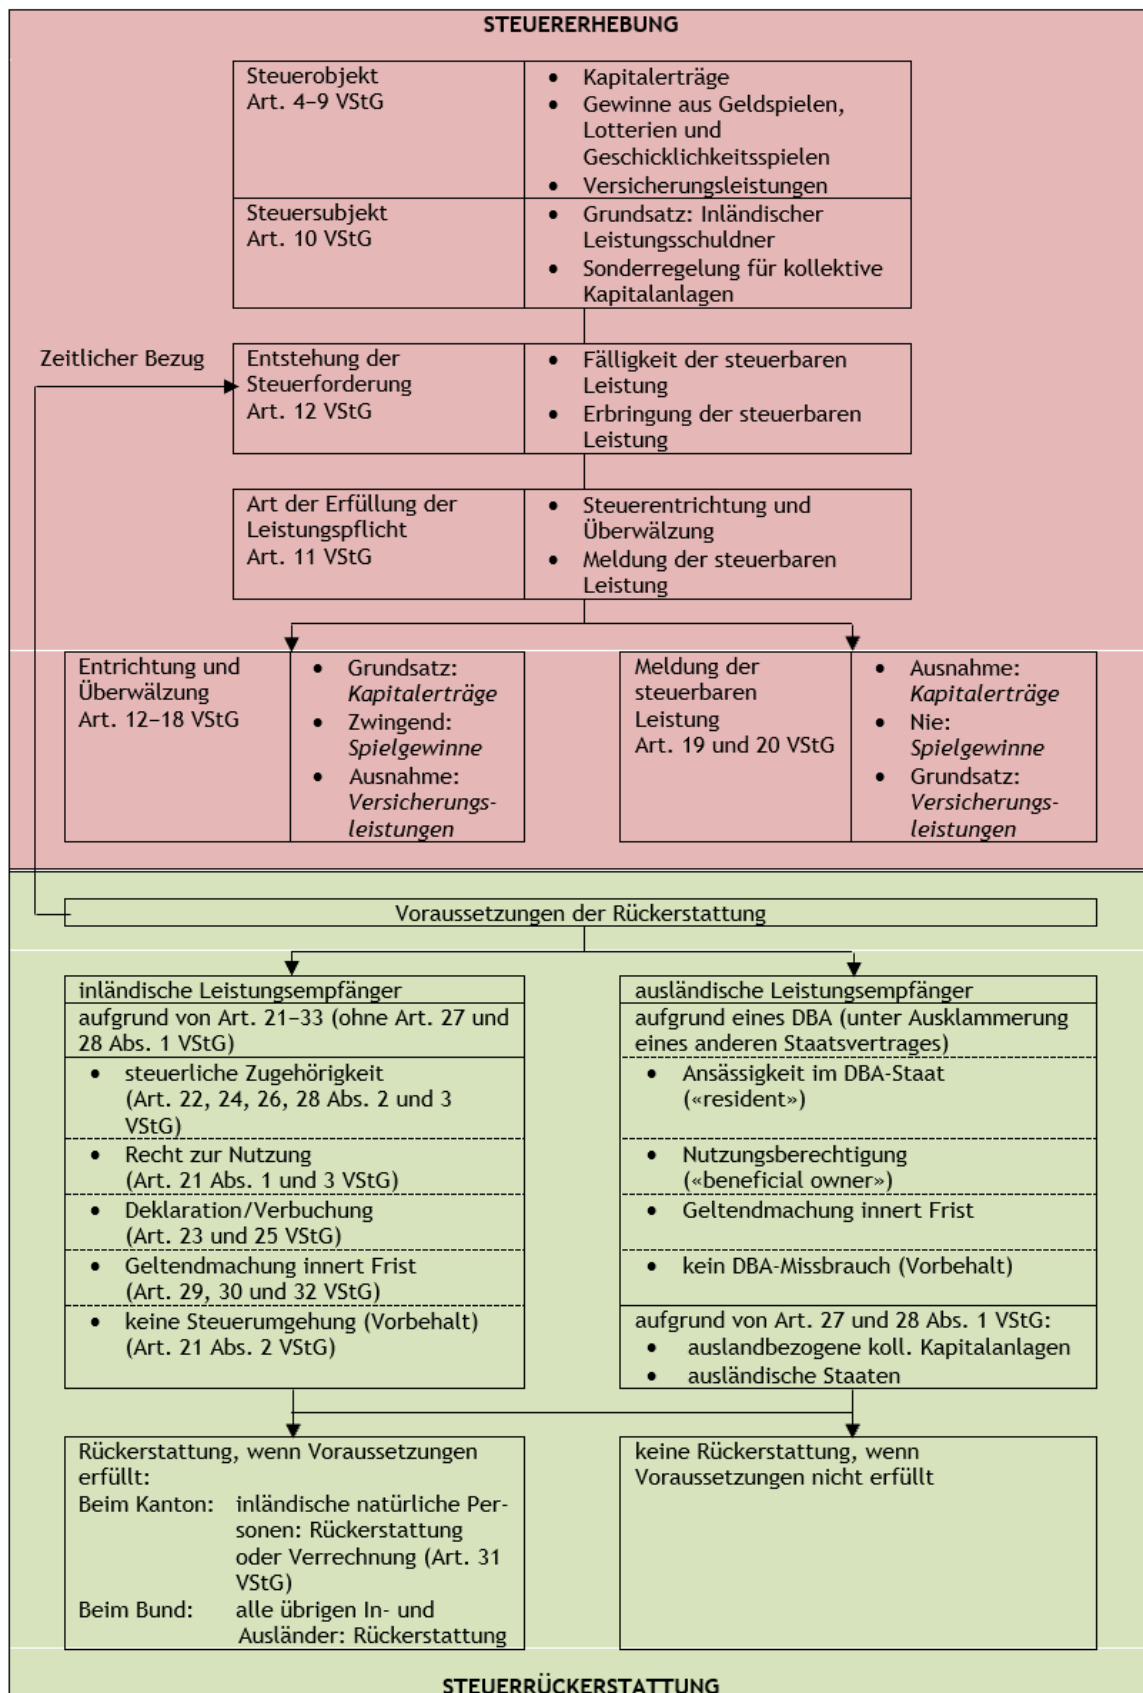 STEUERERHEBUNG
Steuerobjekt
Art. 4–9 VStG
• Kapitalerträge
• Gewinne aus Geldspielen,
Lotterien und
Geschicklichkeitsspielen
• Versicherungsleistungen
Steuersubjekt
Art. 10 VStG
• Grundsatz: Inländischer
Leistungsschuldner
• Sonderregelung für kollektive
Kapitalanlagen
Zeitlicher Bezug
Entstehung der
Steuerforderung
Art. 12 VStG
• Fälligkeit der steuerbaren
Leistung
• Erbringung der steuerbaren
Leistung
Art der Erfüllung der
Leistungspflicht
Art. 11 VStG
• Steuerentrichtung und
Überwälzung
• Meldung der steuerbaren
Leistung
Entrichtung und
Überwälzung
Art. 12–18 VStG
• Grundsatz:
Kapitalerträge
• Zwingend:
Spielgewinne
• Ausnahme:
Versicherungs-
leistungen
Meldung der
steuerbaren
Leistung
Art. 19 und 20 VStG
• Ausnahme:
Kapitalerträge
• Nie:
Spielgewinne
• Grundsatz:
Versicherungs-
leistungen
Voraussetzungen der Rückerstattung
inländische Leistungsempfänger
aufgrund von Art. 21–33 (ohne Art. 27 und
28 Abs. 1 VStG)
• steuerliche Zugehörigkeit
(Art. 22, 24, 26, 28 Abs. 2 und 3
VStG)
• Recht zur Nutzung
(Art. 21 Abs. 1 und 3 VStG)
• Deklaration/Verbuchung
(Art. 23 und 25 VStG)
• Geltendmachung innert Frist
(Art. 29, 30 und 32 VStG)
• keine Steuerumgehung (Vorbehalt)
(Art. 21 Abs. 2 VStG)
ausländische Leistungsempfänger
aufgrund eines DBA (unter Ausklammerung
eines anderen Staatsvertrages)
• Ansässigkeit im DBA-Staat
(«resident»)
• Nutzungsberechtigung
(«beneficial owner»)
• Geltendmachung innert Frist
• kein DBA-Missbrauch (Vorbehalt)
aufgrund von Art. 27 und 28 Abs. 1 VStG:
• auslandbezogene koll. Kapitalanlagen
• ausländische Staaten
Rückerstattung, wenn Voraussetzungen
erfüllt:
Beim Kanton: inländische natürliche Per-
sonen: Rückerstattung
oder Verrechnung (Art. 31
VStG)
Beim Bund: alle übrigen In- und
Ausländer: Rückerstattung
keine Rückerstattung, wenn
Voraussetzungen nicht erfüllt
STEUERRÜCKERSTATTUNG